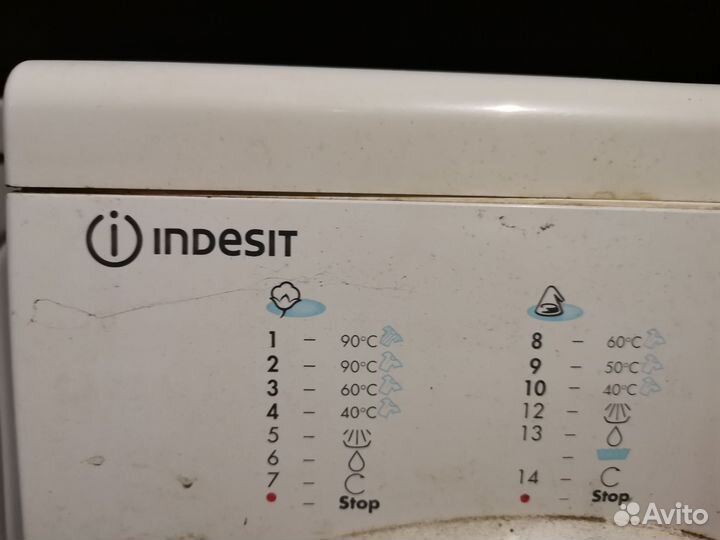 INDESIT
1 – 90°C
2 – 90°C
3 – 60°C
4 – 40°C
5 –
6 –
7 – C
• – Stop
8 – 60°C
9 – 50°C
10 – 40°C
12 –
13 –
–
14 – C
• – Stop
Avito